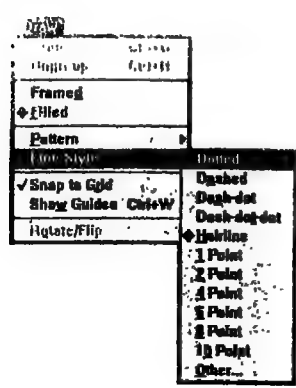 Draw
Framed
Filled
Pattern
Line Style
Snap to Grid
Show Guides Ctrl+W
Rotate/Flip
Dotted
Dashed
Dash-dot
Dash-dot-dot
Hairline
1 Point
2 Point
4 Point
6 Point
8 Point
10 Point
Other...